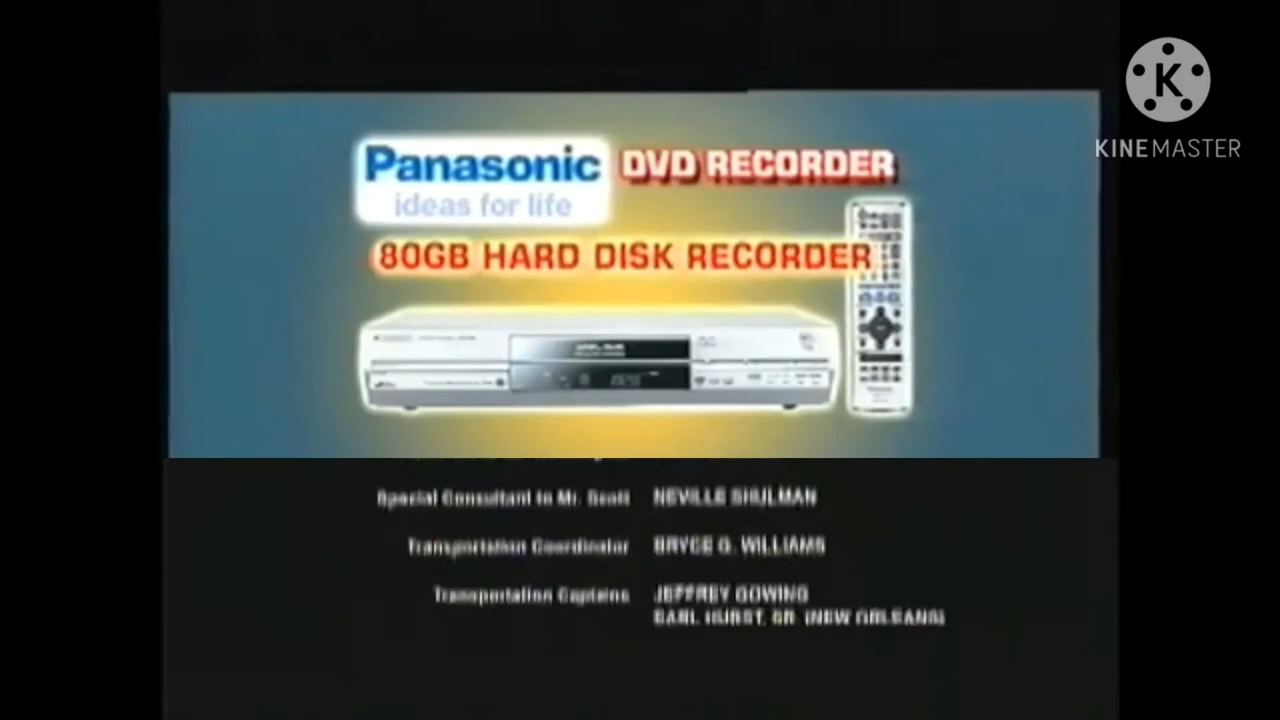 K
KINEMASTER
Panasonic
ideas for life
DVD RECORDER
80GB HARD DISK RECORDER
Special Consultant to Mr. Scott NEVILLE SHULMAN
Transportation Coordinator BRYCE G. WILLIAMS
Transportation Captains JEFFREY GOWING
EARL HURST, SR. (NEW ORLEANS)